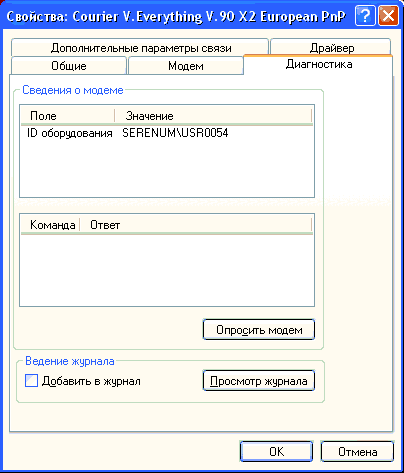 Свойства: Courier V.Everything V.90 X2 European PnP
Дополнительные параметры связи Драйвер
Общие Модем Диагностика
Сведения о модеме
Поле Значение
ID оборудования SERENUM\USR0054
Команда Ответ
Опросить модем
Ведение журнала
Добавить в журнал Просмотр журнала
OK Отмена